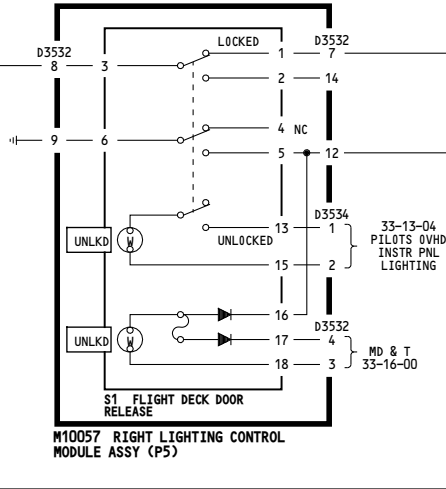 LOCKED
D3532
8
3
1
D3532
7
2
14
4 NC
9
6
5
12
D3534
13
1
33-13-04
PILOTS OVHD
INSTR PNL
LIGHTING
UNLKD
W
UNLOCKED
15
2
16
D3532
17
4
UNLKD
W
MD & T
33-16-00
18
3
S1 FLIGHT DECK DOOR
RELEASE
M10057 RIGHT LIGHTING CONTROL
MODULE ASSY (P5)